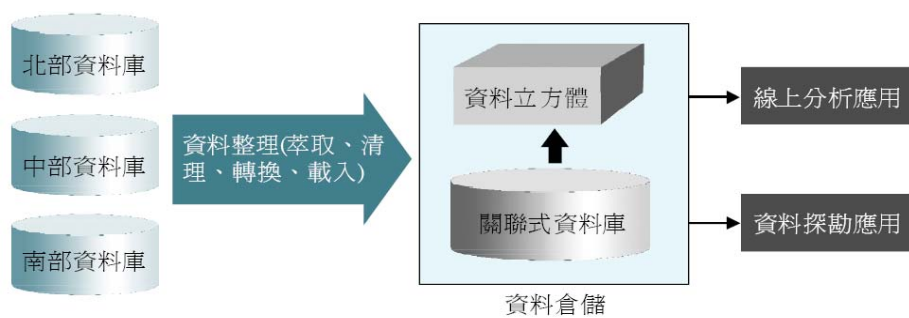 北部資料庫
中部資料庫
南部資料庫
資料整理(萃取、清
理、轉換、載入)
資料立方體
關聯式資料庫
資料倉儲
線上分析應用
資料探勘應用